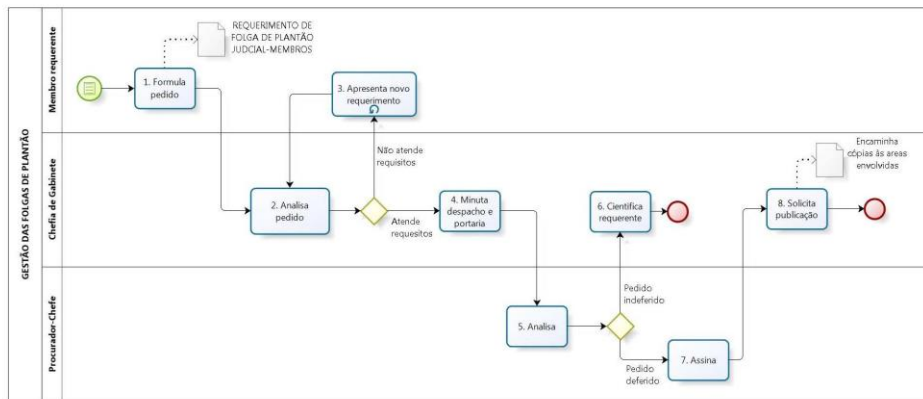 GESTÃO DAS FOLGAS DE PLANTÃO
Membro requerente
REQUERIMENTO DE
FOLGA DE PLANTÃO
JUDICIAL-MEMBROS
1. Formula
pedido
3. Apresenta novo
requerimento
Chefia de Gabinete
Não atende
requisitos
2. Analisa
pedido
Atende
requesitos
4. Minuta
despacho e
portaria
6. Cientifica
requerente
Encaminha
cópias às areas
envolvidas
8. Solicita
publicação
Procurador-Chefe
5. Analisa
Pedido
indeferido
Pedido
deferido
7. Assina